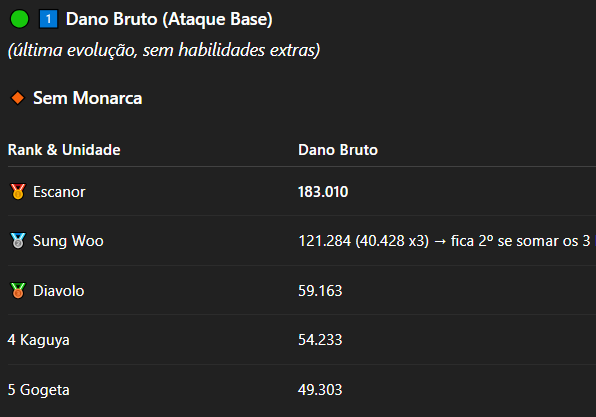 🟢 1️⃣ Dano Bruto (Ataque Base)
(última evolução, sem habilidades extras)
🔸 Sem Monarca
Rank & Unidade Dano Bruto
🥇 Escanor 183.010
🥈 Sung Woo 121.284 (40.428 x3) → fica 2º se somar os 3
🥉 Diavolo 59.163
4 Kaguya 54.233
5 Gogeta 49.303